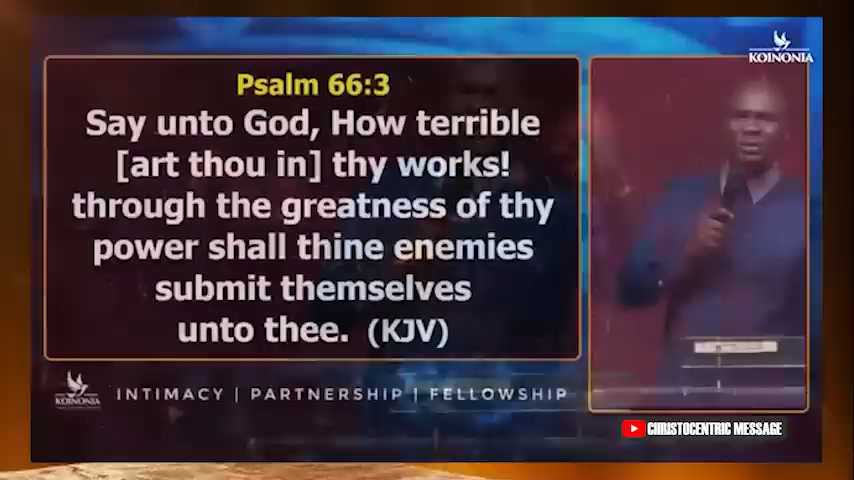 KOINONIA
Psalm 66:3
Say unto God, How terrible
[art thou in] thy works!
through the greatness of thy
power shall thine enemies
submit themselves
unto thee. (KJV)
KOINONIA
INTIMACY | PARTNERSHIP | FELLOWSHIP
CHRISTOCENTRIC MESSAGE